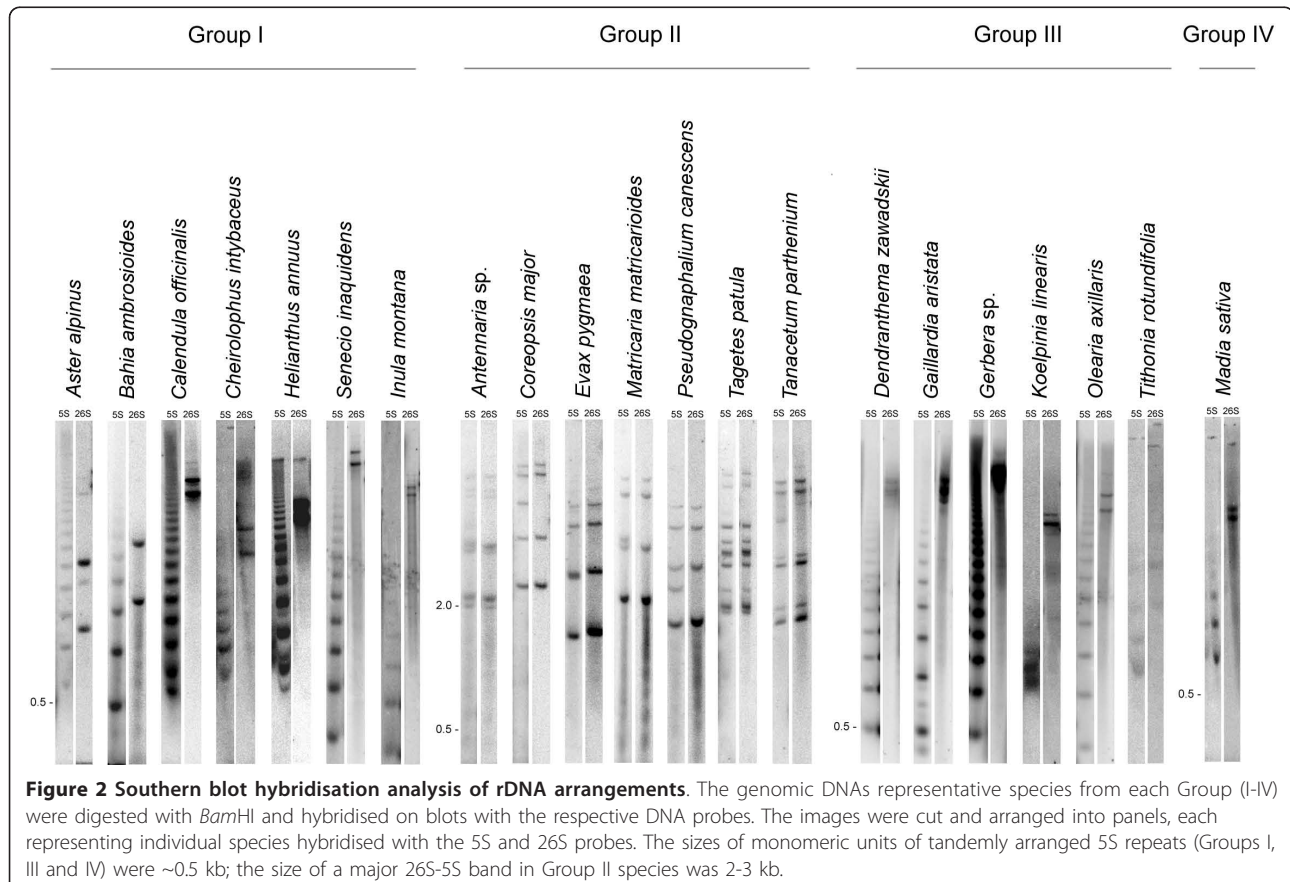 Group I Group II Group III Group IV
Aster alpinus
Bahia ambrosioides
Calendula officinalis
Cheirolophus intybaceus
Helianthus annuus
Senecio inaquidens
Inula montana
Antennaria sp.
Coreopsis major
Evax pygmaea
Matricaria matricarioides
Pseudognaphalium canescens
Tagetes patula
Tanacetum parthenium
Dendranthema zawadskii
Gaillardia aristata
Gerbera sp.
Koelpinia linearis
Olearia axillaris
Tithonia rotundifolia
Madia sativa
5S 26S 5S 26S 5S 26S 5S 26S 5S 26S 5S 26S 5S 26S 5S 26S 5S 26S 5S 26S 5S 26S 5S 26S 5S 26S 5S 26S 5S 26S 5S 26S 5S 26S 5S 26S 5S 26S 5S 26S 5S 26S
2.0 -
0.5 -
0.5 -
0.5 -
0.5 -
Figure 2 Southern blot hybridisation analysis of rDNA arrangements. The genomic DNAs representative species from each Group (I-IV)
were digested with BamHI and hybridised on blots with the respective DNA probes. The images were cut and arranged into panels, each
representing individual species hybridised with the 5S and 26S probes. The sizes of monomeric units of tandemly arranged 5S repeats (Groups I,
III and IV) were ~0.5 kb; the size of a major 26S-5S band in Group II species was 2-3 kb.